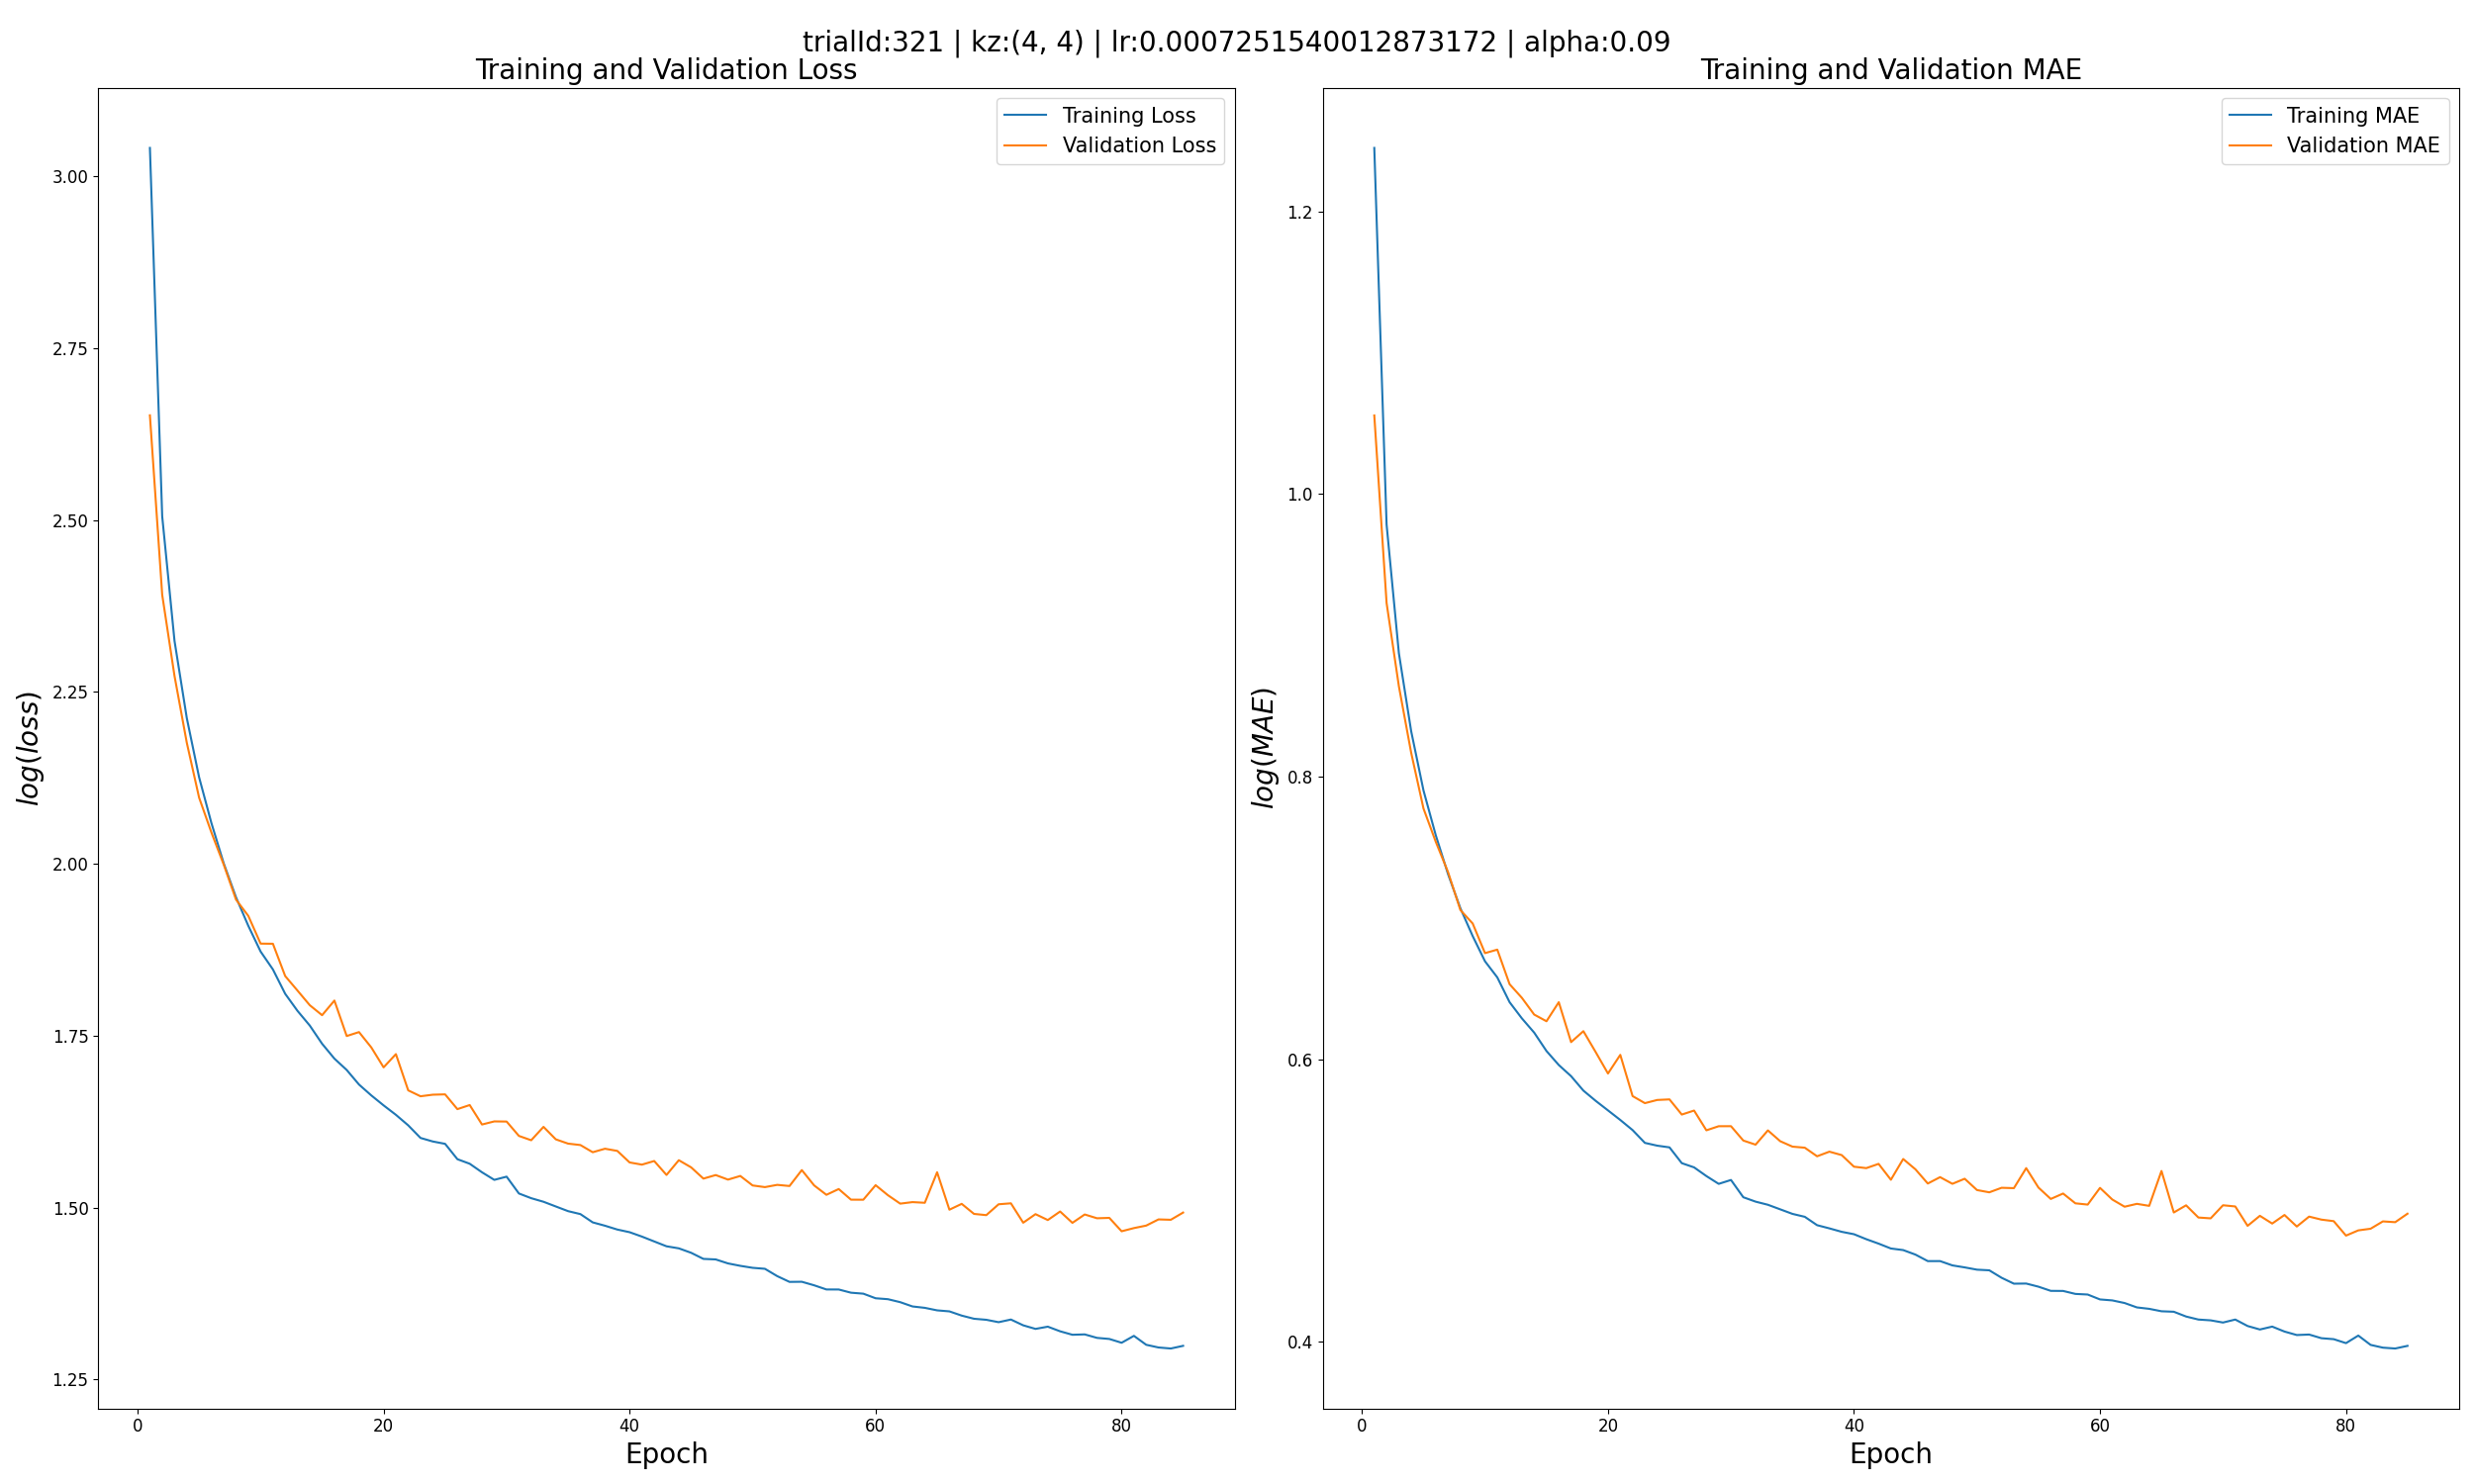 trialId:321 | kz:(4, 4) | lr:0.0007251540012873172 | alpha:0.09
Training and Validation Loss
Training Loss
Validation Loss
3.00
2.75
2.50
2.25
2.00
1.75
1.50
1.25
log(loss)
0 20 40 60 80
Epoch
Training and Validation MAE
Training MAE
Validation MAE
1.2
1.0
0.8
0.6
0.4
log(MAE)
0 20 40 60 80
Epoch